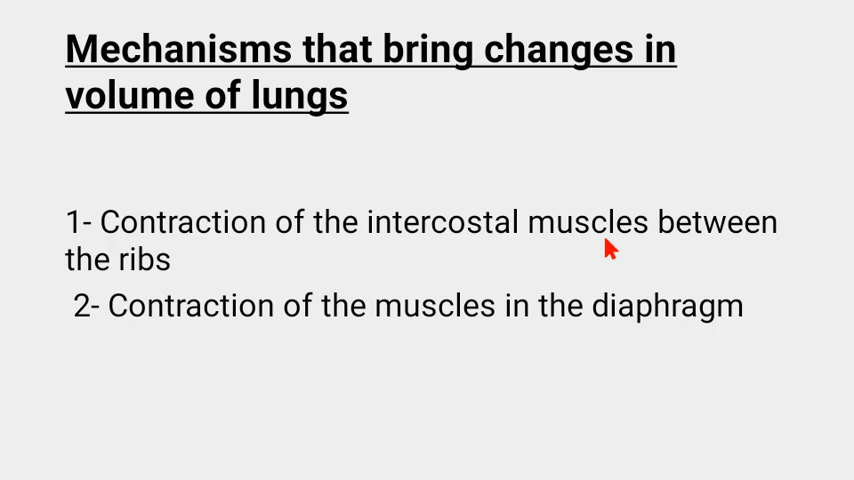 Mechanisms that bring changes in
volume of lungs
1- Contraction of the intercostal muscles between
the ribs
2- Contraction of the muscles in the diaphragm